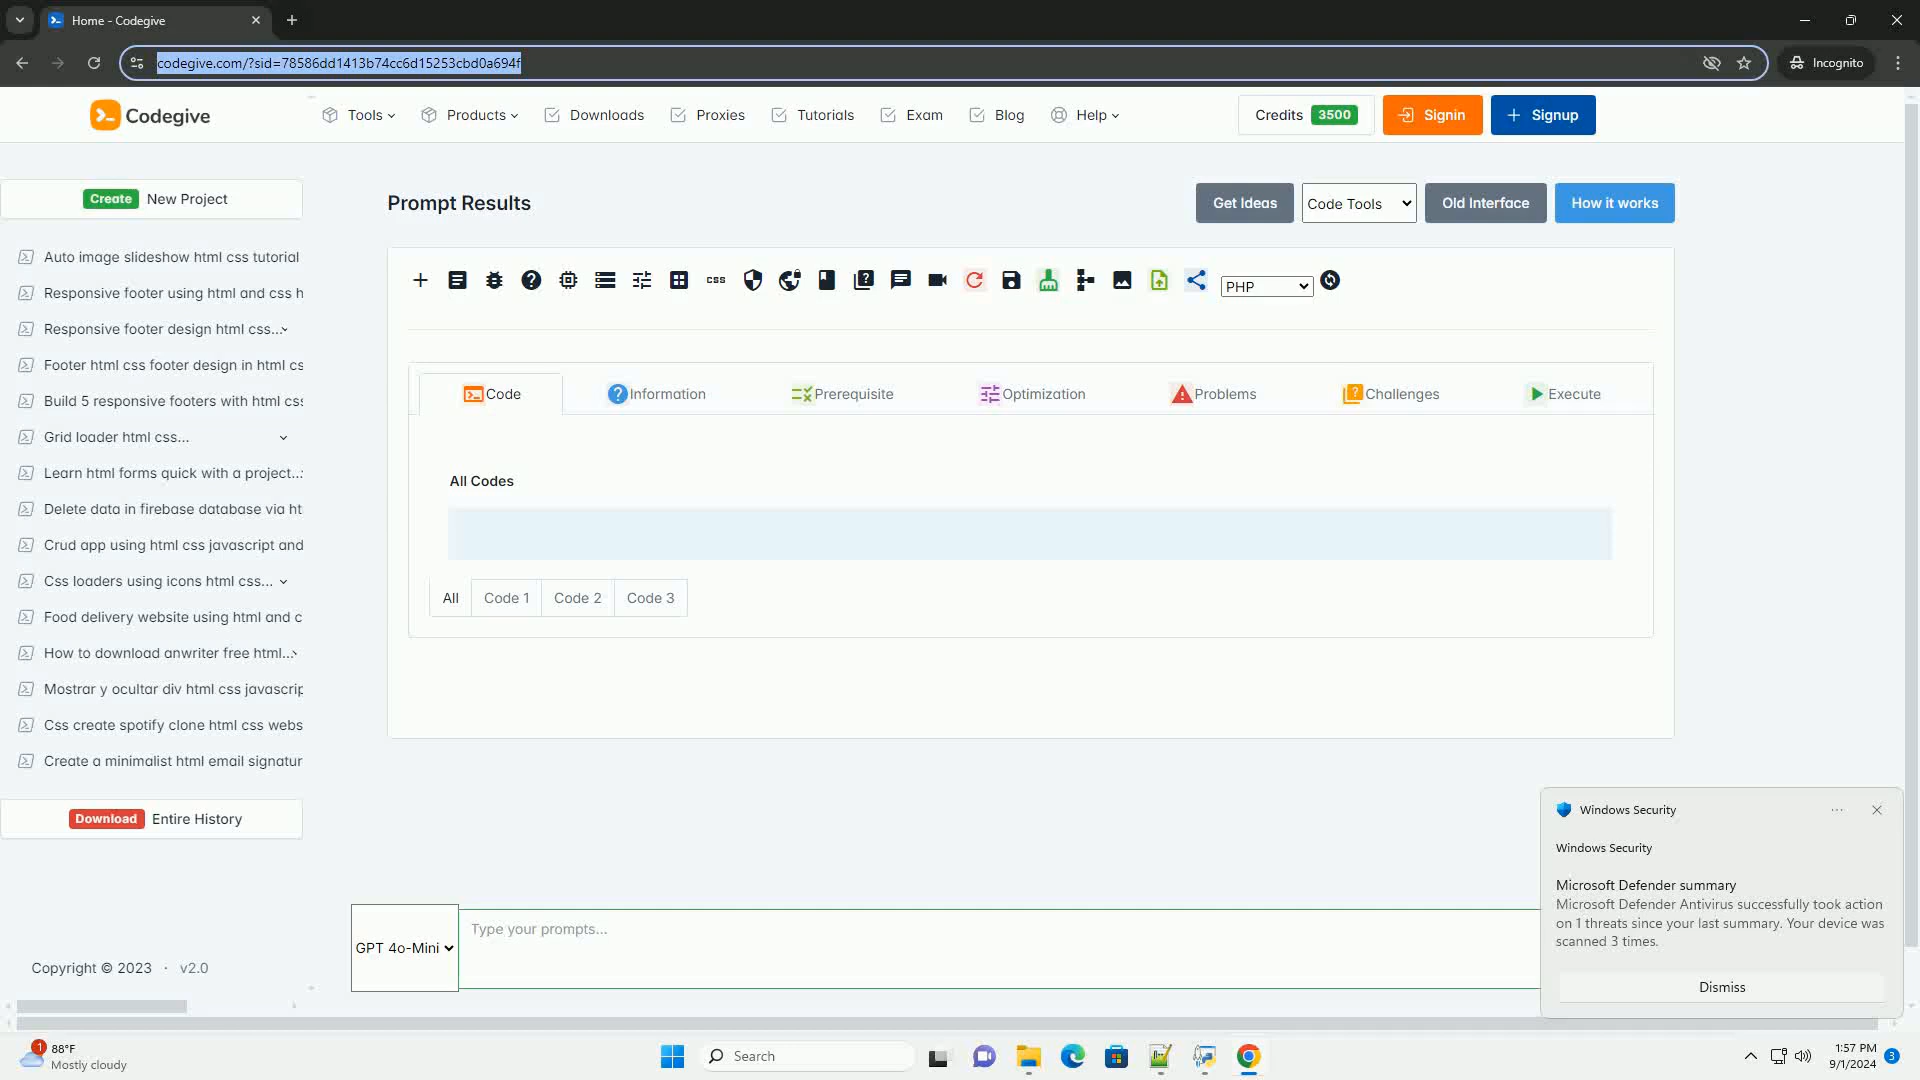 Home - Codegive
codegive.com/?sid=78586dd1413b74cc6d15253cbd0a694f
Incognito
Codegive
Tools
Products
Downloads
Proxies
Tutorials
Exam
Blog
Help
Credits 3500
Signin
Signup
Create New Project
Auto image slideshow html css tutorial
Responsive footer using html and css h
Responsive footer design html css...
Footer html css footer design in html cs
Build 5 responsive footers with html css
Grid loader html css...
Learn html forms quick with a project...
Delete data in firebase database via ht
Crud app using html css javascript and
Css loaders using icons html css...
Food delivery website using html and c
How to download anwriter free html...
Mostrar y ocultar div html css javascrip
Css create spotify clone html css webs
Create a minimalist html email signatur
Download Entire History
Copyright © 2023 · v2.0
Prompt Results
Get Ideas
Code Tools
Old Interface
How it works
css
PHP
Code
Information
Prerequisite
Optimization
Problems
Challenges
Execute
All Codes
All
Code 1
Code 2
Code 3
GPT 4o-Mini
Type your prompts...
Windows Security
Windows Security
Microsoft Defender summary
Microsoft Defender Antivirus successfully took action
on 1 threats since your last summary. Your device was
scanned 3 times.
Dismiss
1
88°F
Mostly cloudy
Search
1:57 PM
9/1/2024
3